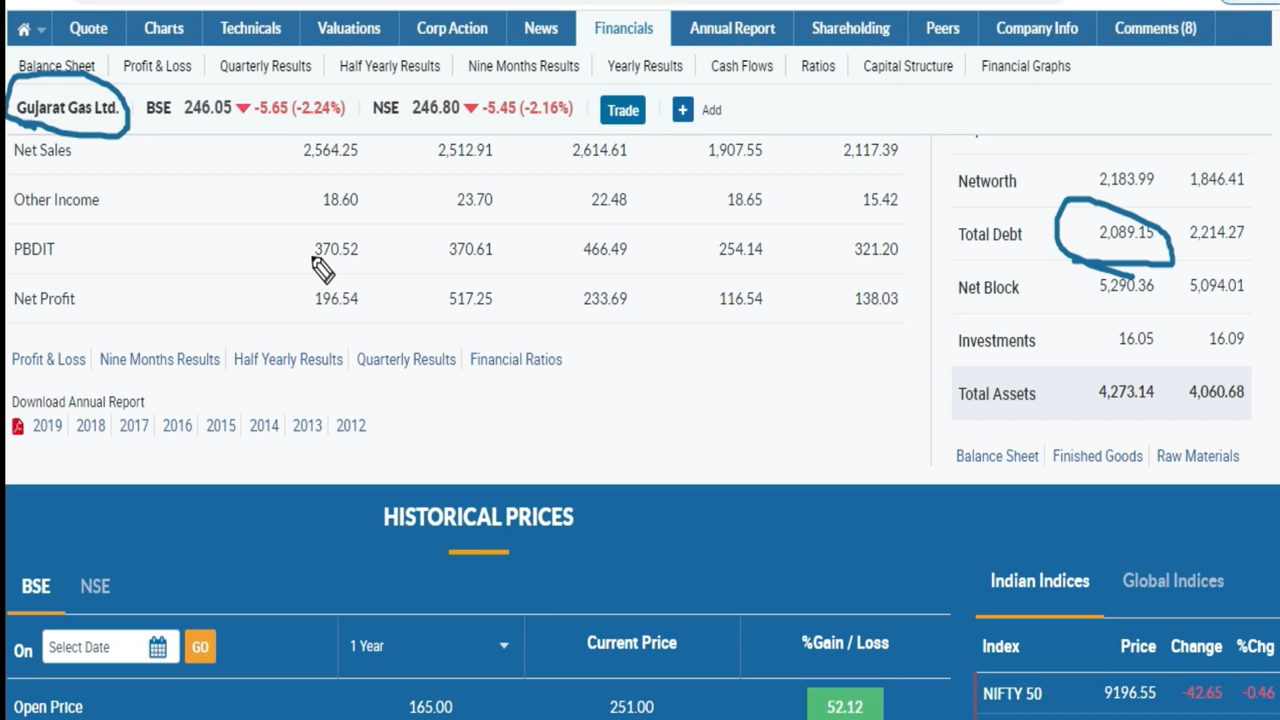 Quote Charts Technicals Valuations Corp Action News Financials Annual Report Shareholding Peers Company Info Comments (8)
Balance Sheet Profit & Loss Quarterly Results Half Yearly Results Nine Months Results Yearly Results Cash Flows Ratios Capital Structure Financial Graphs
Gujarat Gas Ltd. BSE 246.05 -5.65 (-2.24%) NSE 246.80 -5.45 (-2.16%) Trade + Add
Net Sales 2,564.25 2,512.91 2,614.61 1,907.55 2,117.39
Other Income 18.60 23.70 22.48 18.65 15.42
PBDIT 370.52 370.61 466.49 254.14 321.20
Net Profit 196.54 517.25 233.69 116.54 138.03
Profit & Loss Nine Months Results Half Yearly Results Quarterly Results Financial Ratios
Download Annual Report
2019 2018 2017 2016 2015 2014 2013 2012
Networth 2,183.99 1,846.41
Total Debt 2,089.15 2,214.27
Net Block 5,290.36 5,094.01
Investments 16.05 16.09
Total Assets 4,273.14 4,060.68
Balance Sheet Finished Goods Raw Materials
HISTORICAL PRICES
BSE NSE
On Select Date GO 1 Year Current Price %Gain / Loss
Open Price 165.00 251.00 52.12
Indian Indices Global Indices
Index Price Change %Chg
NIFTY 50 9196.55 -42.65 -0.46